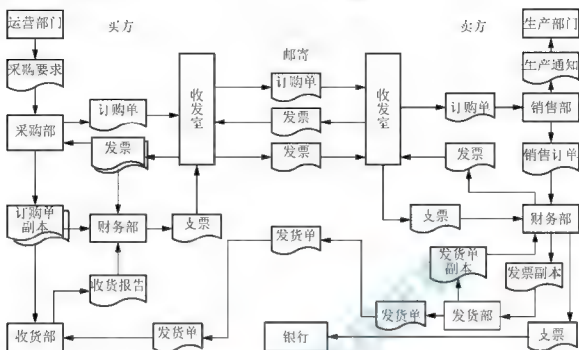 运营部门
买方
卖方
生产部门
邮寄
采购要求
生产通知
订购单
收发室
订购单
收发室
订购单
销售部
采购部
发票
发票
发票
发票
销售订单
订购单
副本
财务部
支票
支票
财务部
发货单
发货单
副本
发票副本
收货报告
收货部
发货单
发货单
发货部
银行
支票